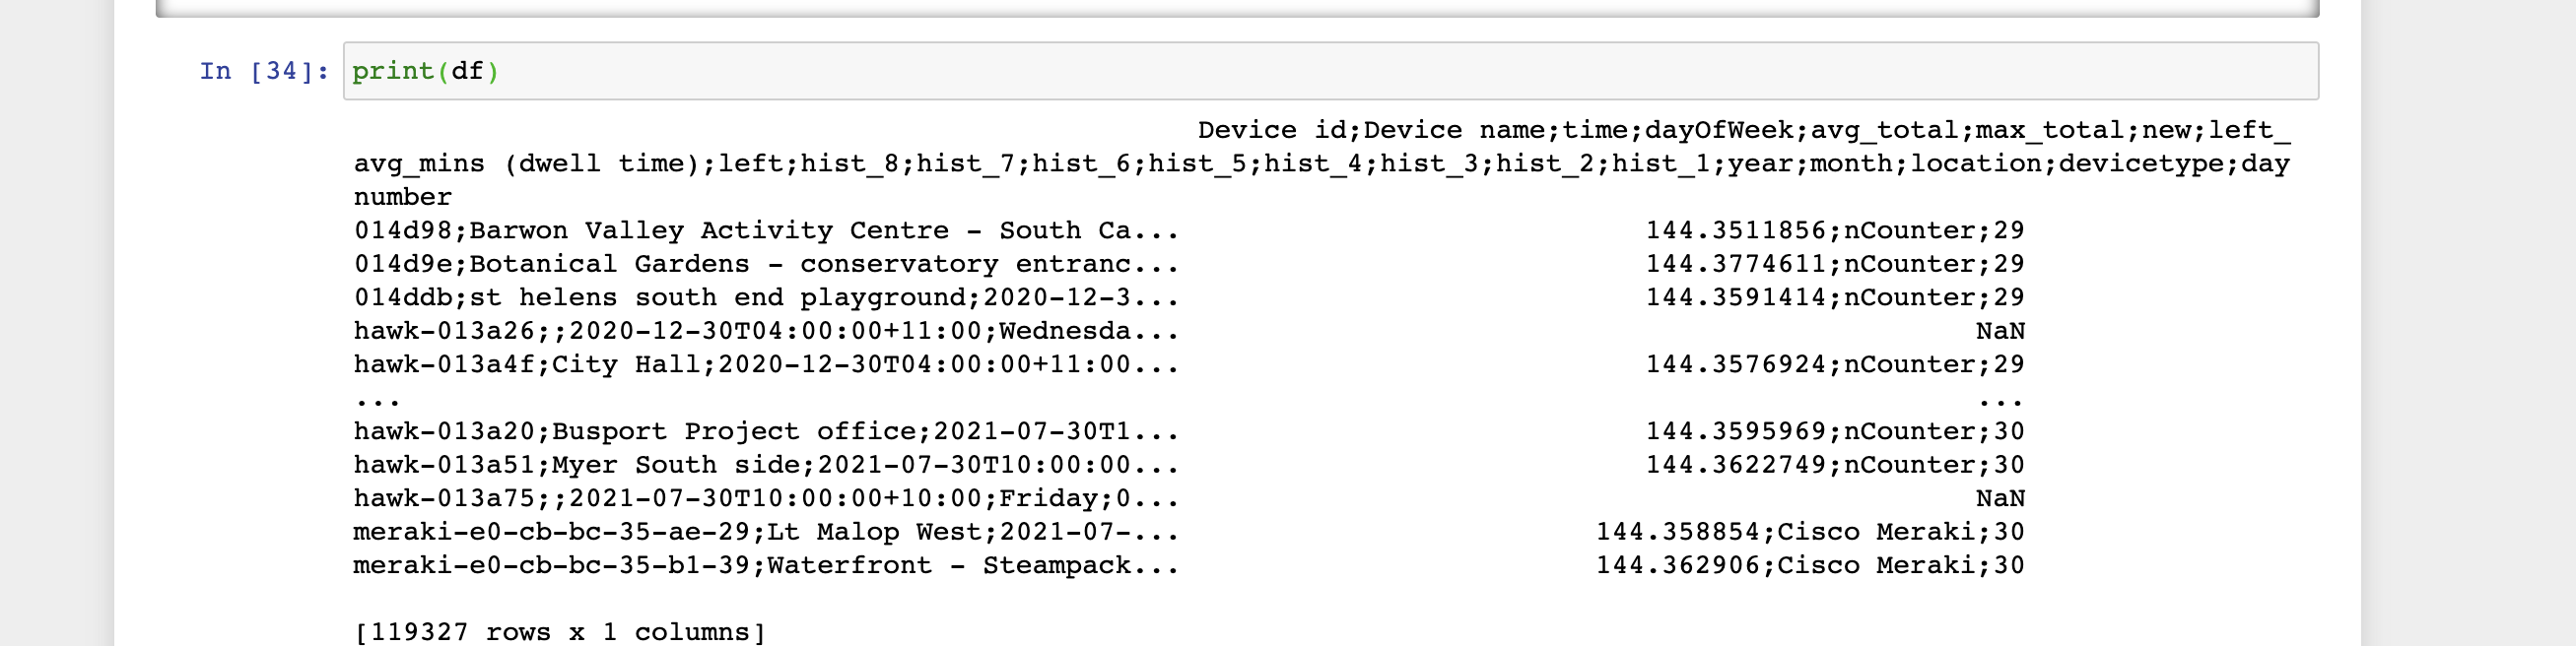 In [34]: print(df)
Device id;Device name;time;dayOfWeek;avg_total;max_total;new;left_
avg_mins (dwell time);left;hist_8;hist_7;hist_6;hist_5;hist_4;hist_3;hist_2;hist_1;year;month;location;devicetype;day
number
014d98;Barwon Valley Activity Centre - South Ca... 144.3511856;nCounter;29
014d9e;Botanical Gardens - conservatory entranc... 144.3774611;nCounter;29
014ddb;st helens south end playground;2020-12-3... 144.3591414;nCounter;29
hawk-013a26;;2020-12-30T04:00:00+11:00;Wednesda... NaN
hawk-013a4f;City Hall;2020-12-30T04:00:00+11:00... 144.3576924;nCounter;29
... ...
hawk-013a20;Busport Project office;2021-07-30T1... 144.3595969;nCounter;30
hawk-013a51;Myer South side;2021-07-30T10:00:00... 144.3622749;nCounter;30
hawk-013a75;;2021-07-30T10:00:00+10:00;Friday;0... NaN
meraki-e0-cb-bc-35-ae-29;Lt Malop West;2021-07-... 144.358854;Cisco Meraki;30
meraki-e0-cb-bc-35-b1-39;Waterfront - Steampack... 144.362906;Cisco Meraki;30
[119327 rows x 1 columns]